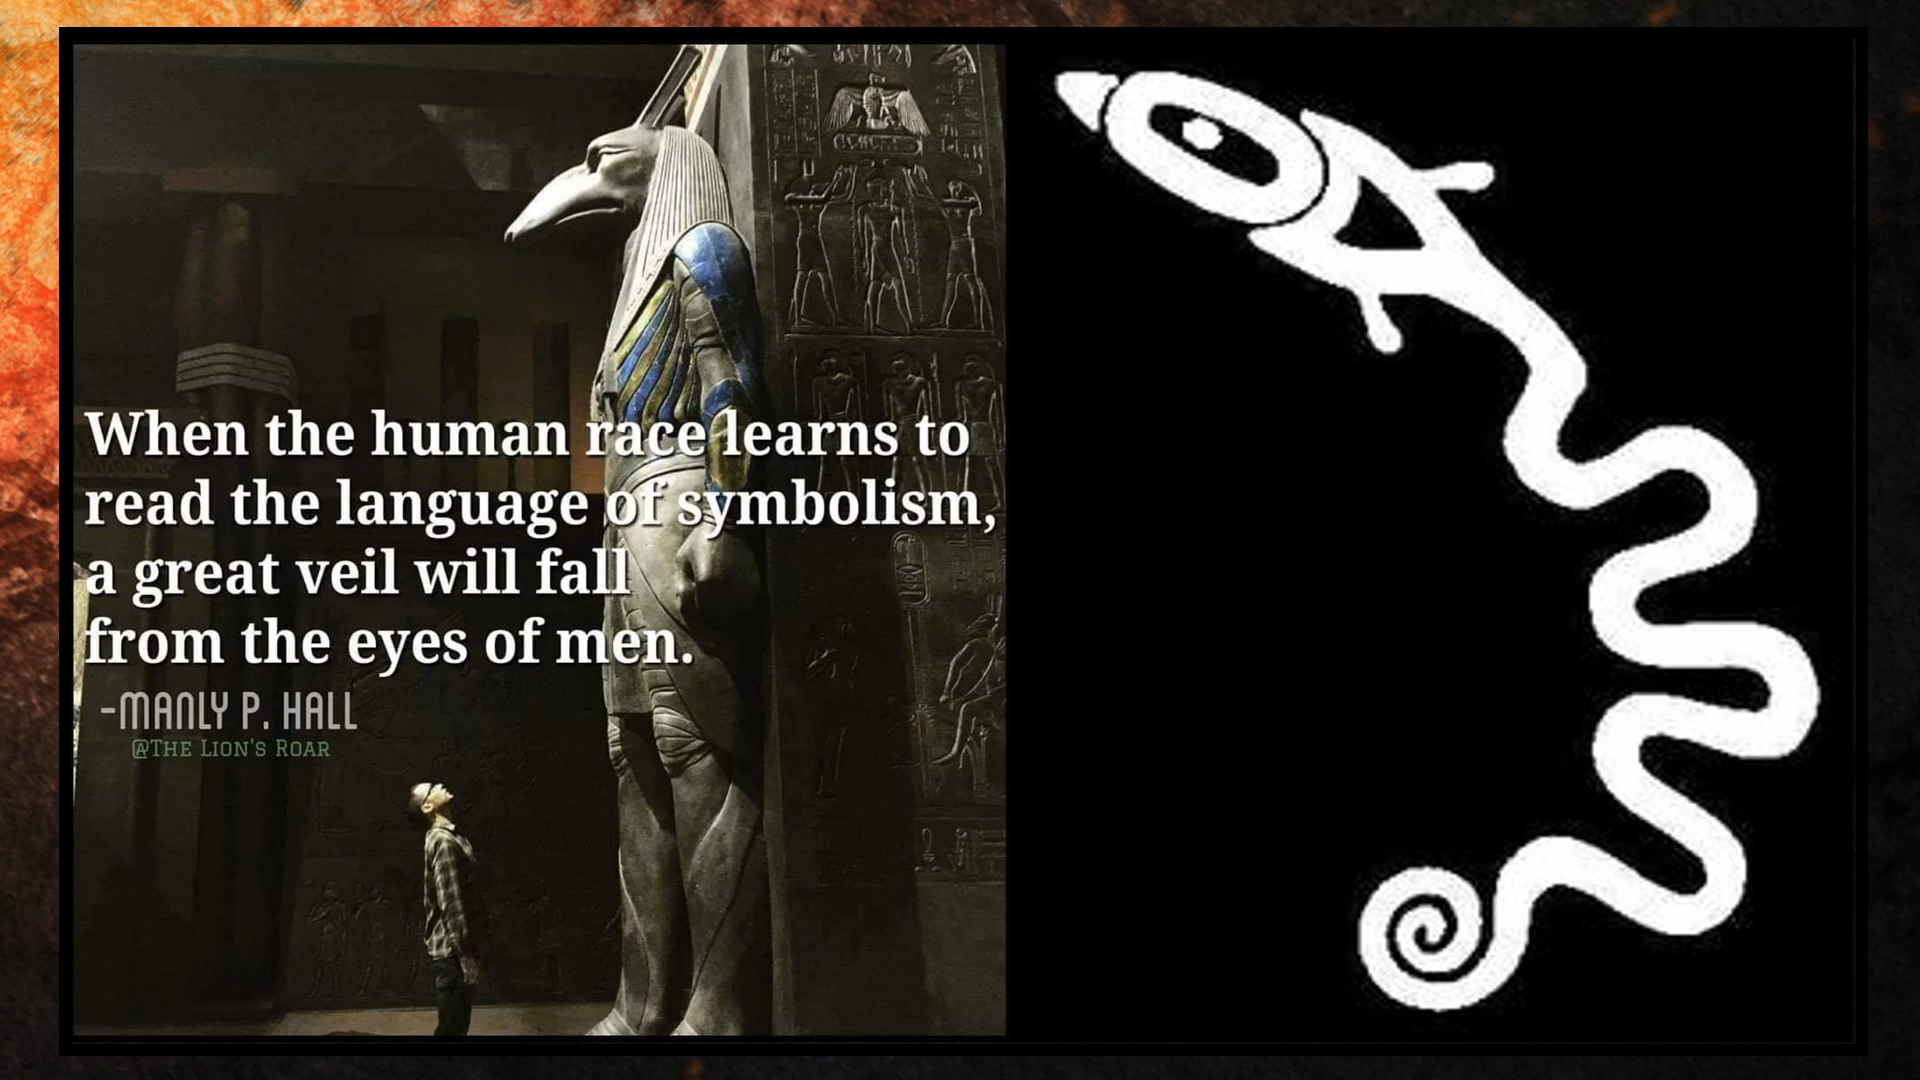 When the human race learns to
read the language of symbolism,
a great veil will fall
from the eyes of men.
-MANLY P. HALL
@THE LION'S ROAR